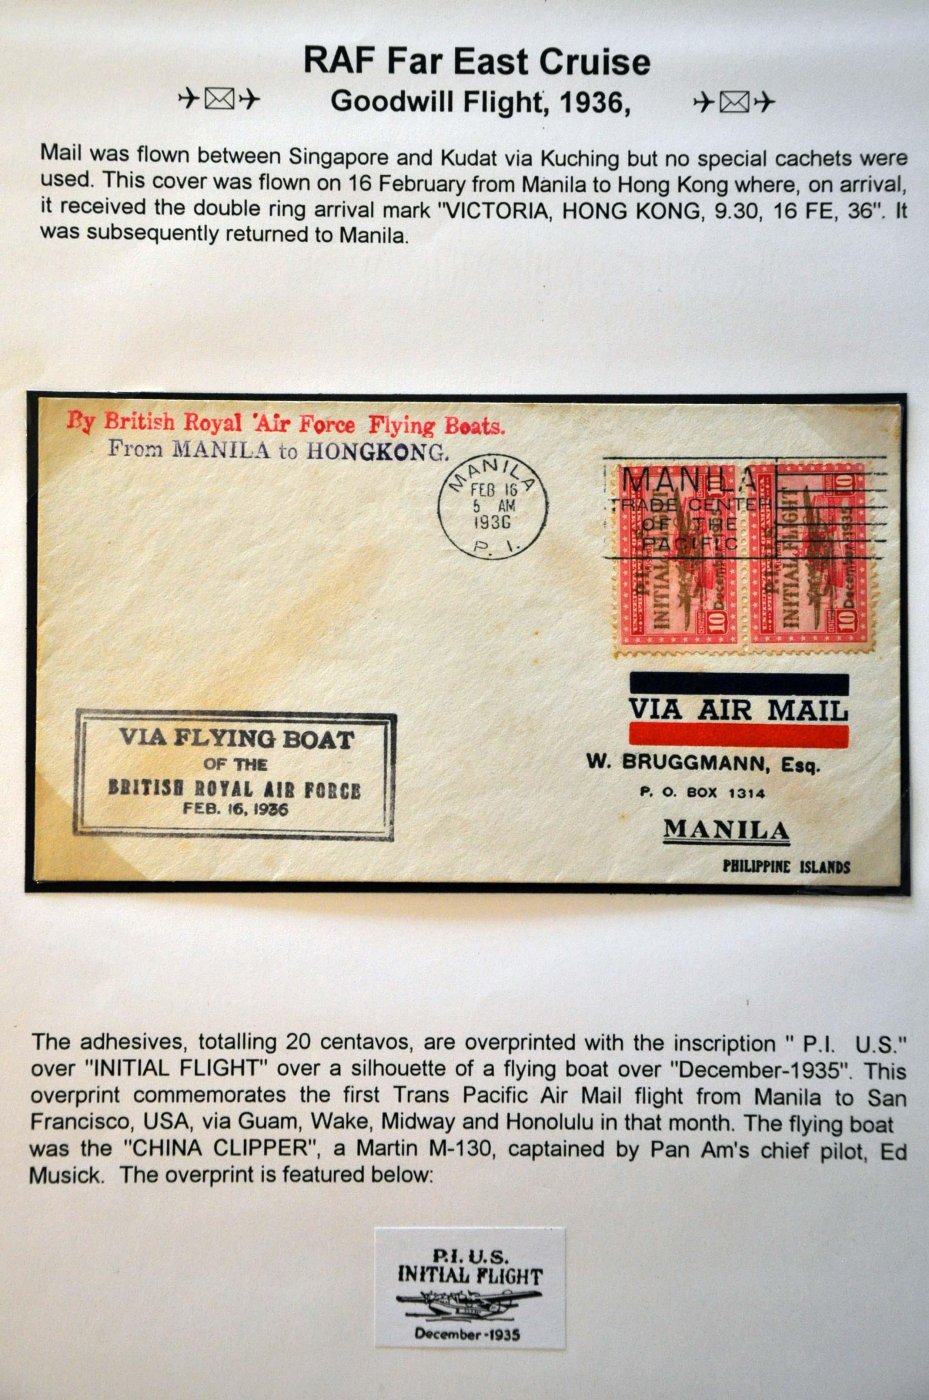 RAF Far East Cruise
Goodwill Flight, 1936,
Mail was flown between Singapore and Kudat via Kuching but no special cachets were
used. This cover was flown on 16 February from Manila to Hong Kong where, on arrival,
it received the double ring arrival mark "VICTORIA, HONG KONG, 9.30, 16 FE, 36". It
was subsequently returned to Manila.
By British Royal 'Air Force Flying Boats.
From MANILA to HONGKONG.
MANILA
FEB 16
5 AM
1936
P. I.
MANILA
TRADE CENTER
OF THE
PACIFIC
P.I. U.S.
INITIAL FLIGHT
December-1935
10
P.I. U.S.
INITIAL FLIGHT
December-1935
10
10
VIA AIR MAIL
W. BRUGGMANN, Esq.
P. O. BOX 1314
MANILA
PHILIPPINE ISLANDS
VIA FLYING BOAT
OF THE
BRITISH ROYAL AIR FORCE
FEB. 16, 1936
The adhesives, totalling 20 centavos, are overprinted with the inscription " P.I. U.S."
over "INITIAL FLIGHT" over a silhouette of a flying boat over "December-1935". This
overprint commemorates the first Trans Pacific Air Mail flight from Manila to San
Francisco, USA, via Guam, Wake, Midway and Honolulu in that month. The flying boat
was the "CHINA CLIPPER", a Martin M-130, captained by Pan Am's chief pilot, Ed
Musick. The overprint is featured below:
P.I. U.S.
INITIAL FLIGHT
December-1935